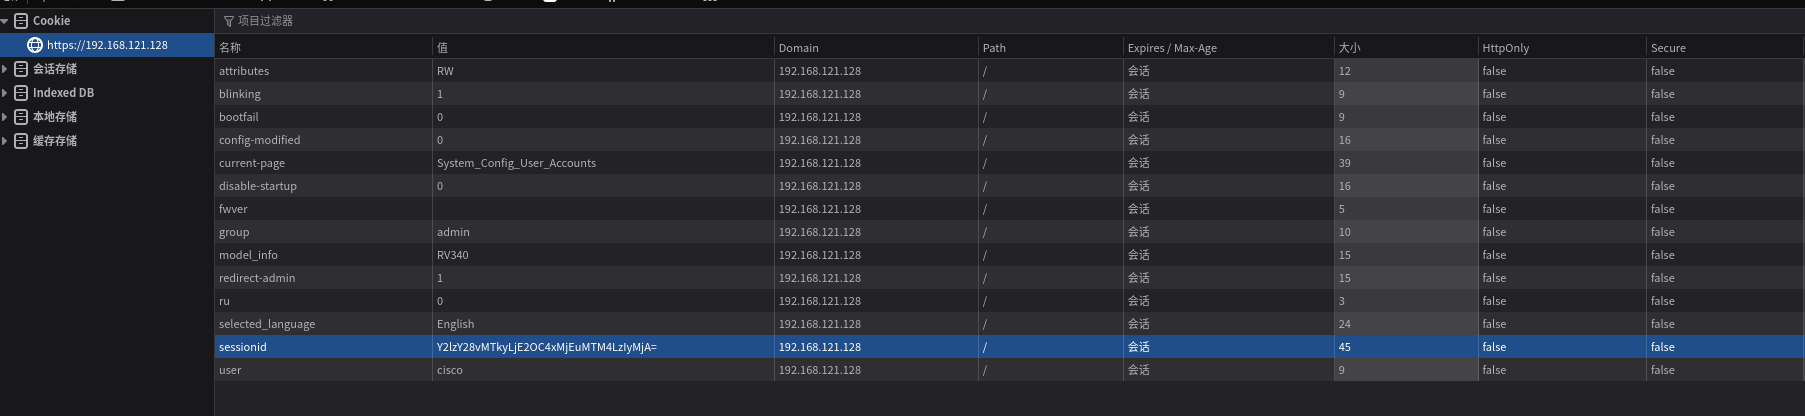 Cookie
项目过滤器
https://192.168.121.128
名称 值 Domain Path Expires / Max-Age 大小 HttpOnly Secure
会话存储
attributes RW 192.168.121.128 / 会话 12 false false
Indexed DB
blinking 1 192.168.121.128 / 会话 9 false false
本地存储
bootfail 0 192.168.121.128 / 会话 9 false false
缓存存储
config-modified 0 192.168.121.128 / 会话 16 false false
current-page System_Config_User_Accounts 192.168.121.128 / 会话 39 false false
disable-startup 0 192.168.121.128 / 会话 16 false false
fwver 192.168.121.128 / 会话 5 false false
group admin 192.168.121.128 / 会话 10 false false
model_info RV340 192.168.121.128 / 会话 15 false false
redirect-admin 1 192.168.121.128 / 会话 15 false false
ru 0 192.168.121.128 / 会话 3 false false
selected_language English 192.168.121.128 / 会话 24 false false
sessionid Y2lzY28vMTkyLjE2OC4xMjEuMTM4LzIyMjA= 192.168.121.128 / 会话 45 false false
user cisco 192.168.121.128 / 会话 9 false false